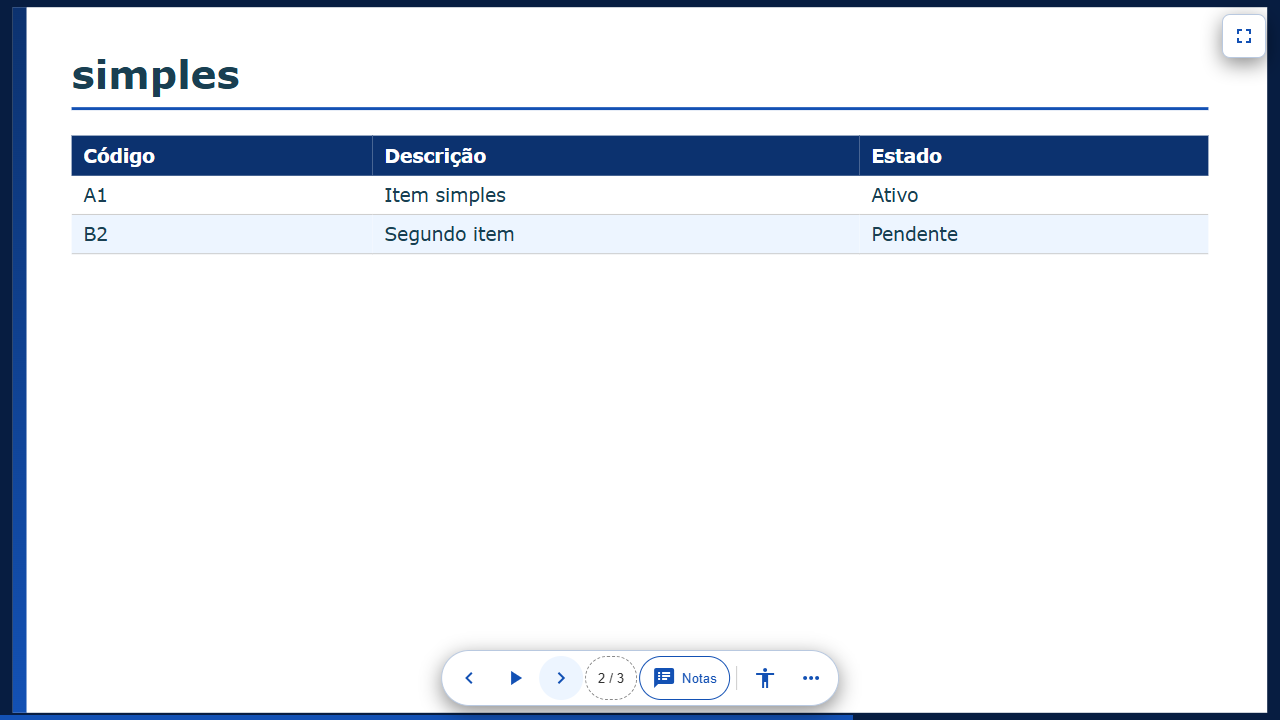 simples
Código Descrição Estado
A1 Item simples Ativo
B2 Segundo item Pendente
2 / 3 Notas